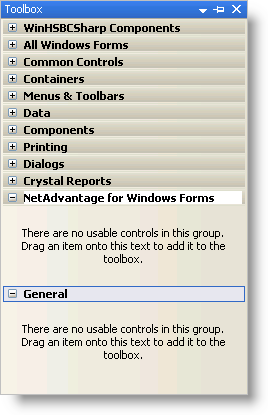 Toolbox
WinHSBCSharp Components
All Windows Forms
Common Controls
Containers
Menus & Toolbars
Data
Components
Printing
Dialogs
Crystal Reports
NetAdvantage for Windows Forms
There are no usable controls in this group.
Drag an item onto this text to add it to the
toolbox.
General
There are no usable controls in this group.
Drag an item onto this text to add it to the
toolbox.